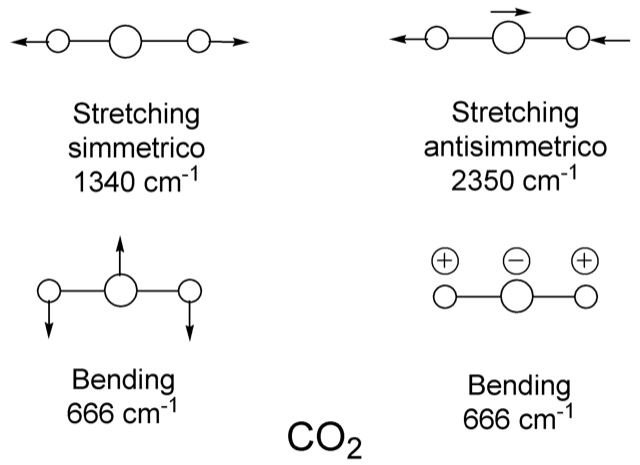 Stretching
simmetrico
1340 cm⁻¹
Stretching
antisimmetrico
2350 cm⁻¹
+ − +
Bending
666 cm⁻¹
Bending
666 cm⁻¹
CO₂